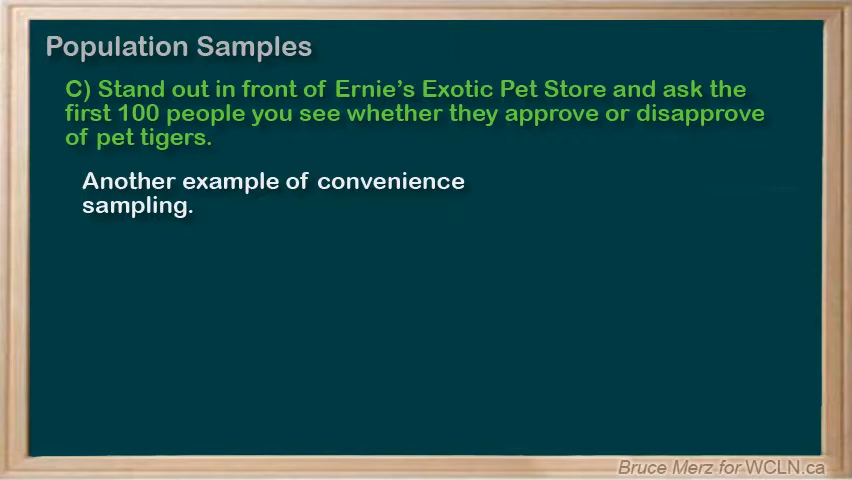 Population Samples
C) Stand out in front of Ernie's Exotic Pet Store and ask the
first 100 people you see whether they approve or disapprove
of pet tigers.
Another example of convenience
sampling.
Bruce Merz for WCLN.ca